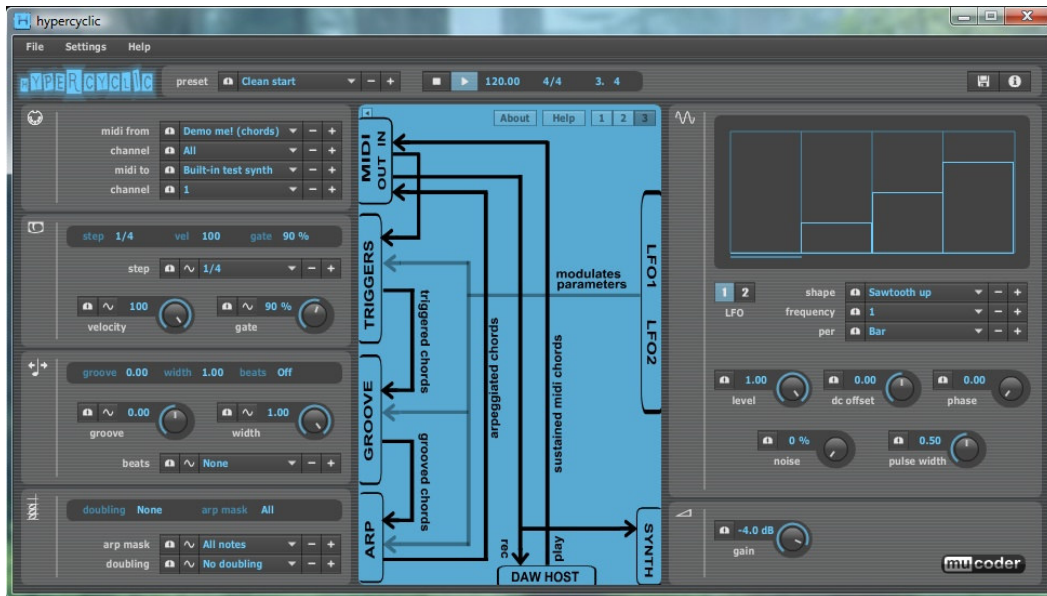 hypercyclic
File Settings Help
HYPERCYCLIC
preset Clean start - +
120.00 4/4 3. 4
midi from Demo me! (chords) - +
channel All - +
midi to Built-in test synth - +
channel 1 - +
step 1/4 vel 100 gate 90 %
step 1/4 - +
100 90 %
velocity gate
groove 0.00 width 1.00 beats Off
0.00 1.00
groove width
beats None - +
doubling None arp mask All
arp mask All notes - +
doubling No doubling - +
About Help 1 2 3
MIDI
OUT IN
TRIGGERS
GROOVE
ARP
triggered chords
grooved chords
arpeggiated chords
sustained midi chords
modulates
parameters
LFO1 LFO2
rec
play
DAW HOST
SYNTH
1 2
LFO
shape Sawtooth up - +
frequency 1 - +
per Bar - +
1.00 0.00 0.00
level dc offset phase
0 % 0.50
noise pulse width
-4.0 dB
gain
mucoder